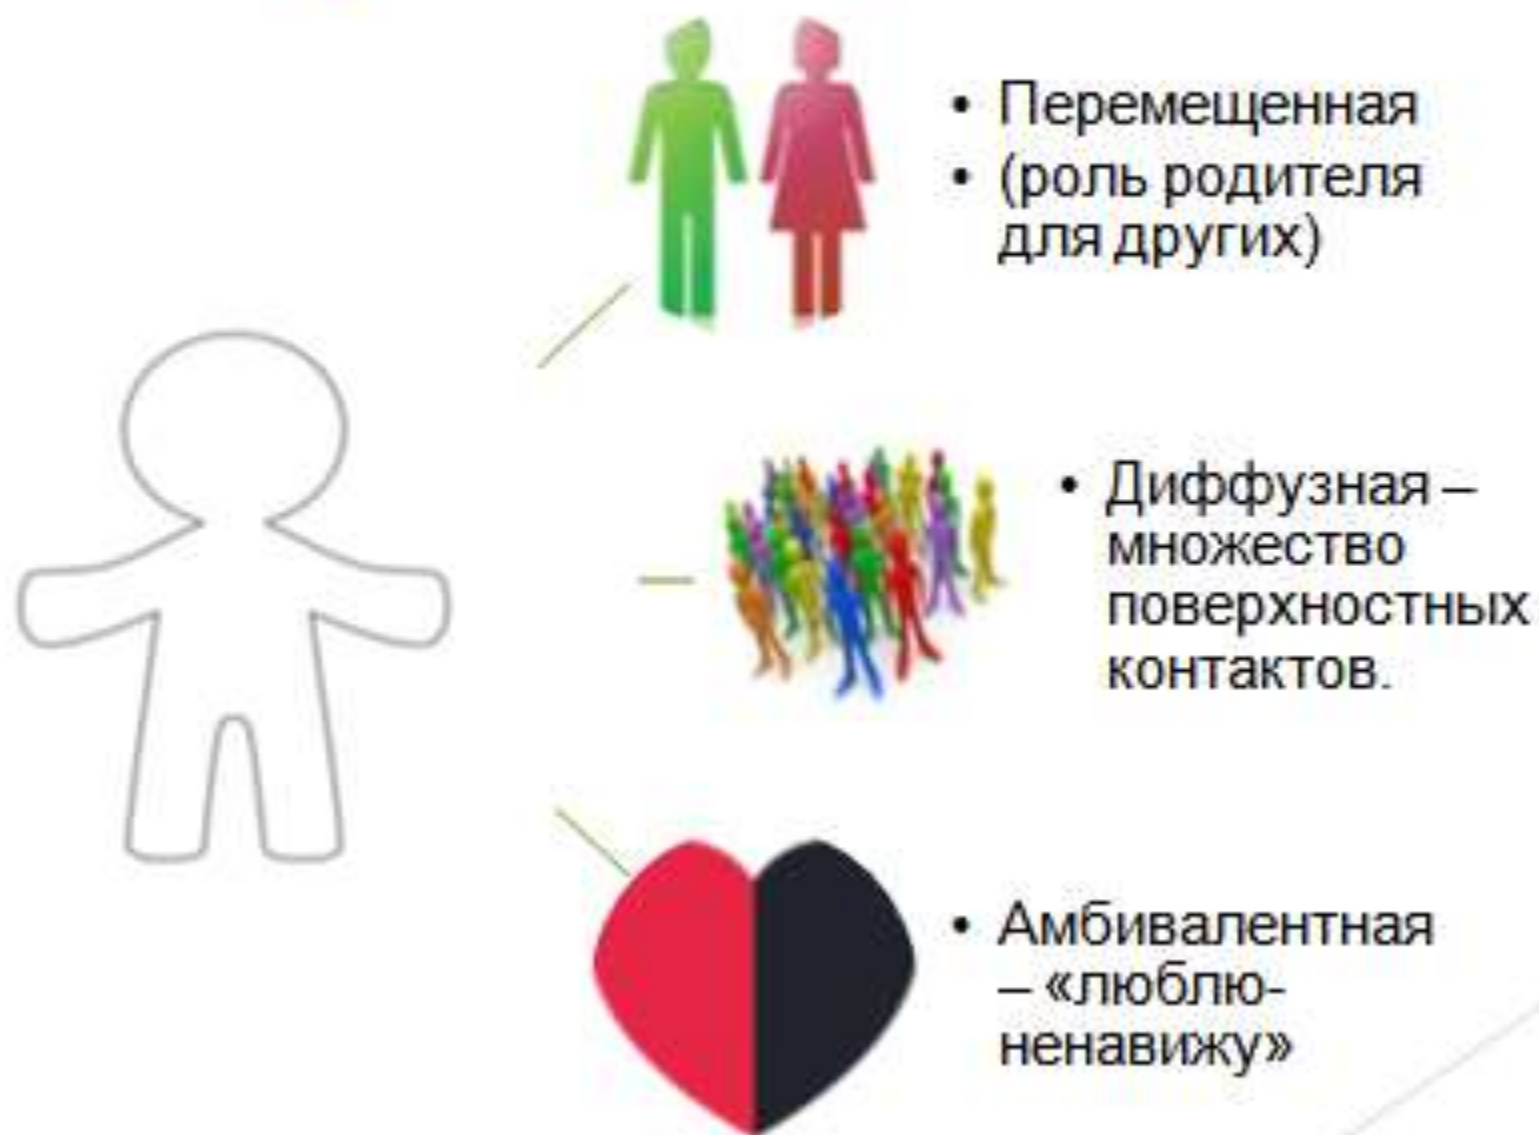 • Перемещенная
• (роль родителя
для других)
• Диффузная –
множество
поверхностных
контактов.
• Амбивалентная
– «люблю-
ненавижу»